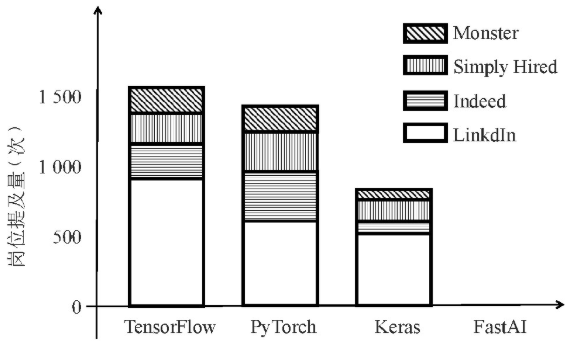 Monster
Simply Hired
Indeed
LinkdIn
岗位提及量(次)
1 500
1 000
500
0
TensorFlow PyTorch Keras FastAI